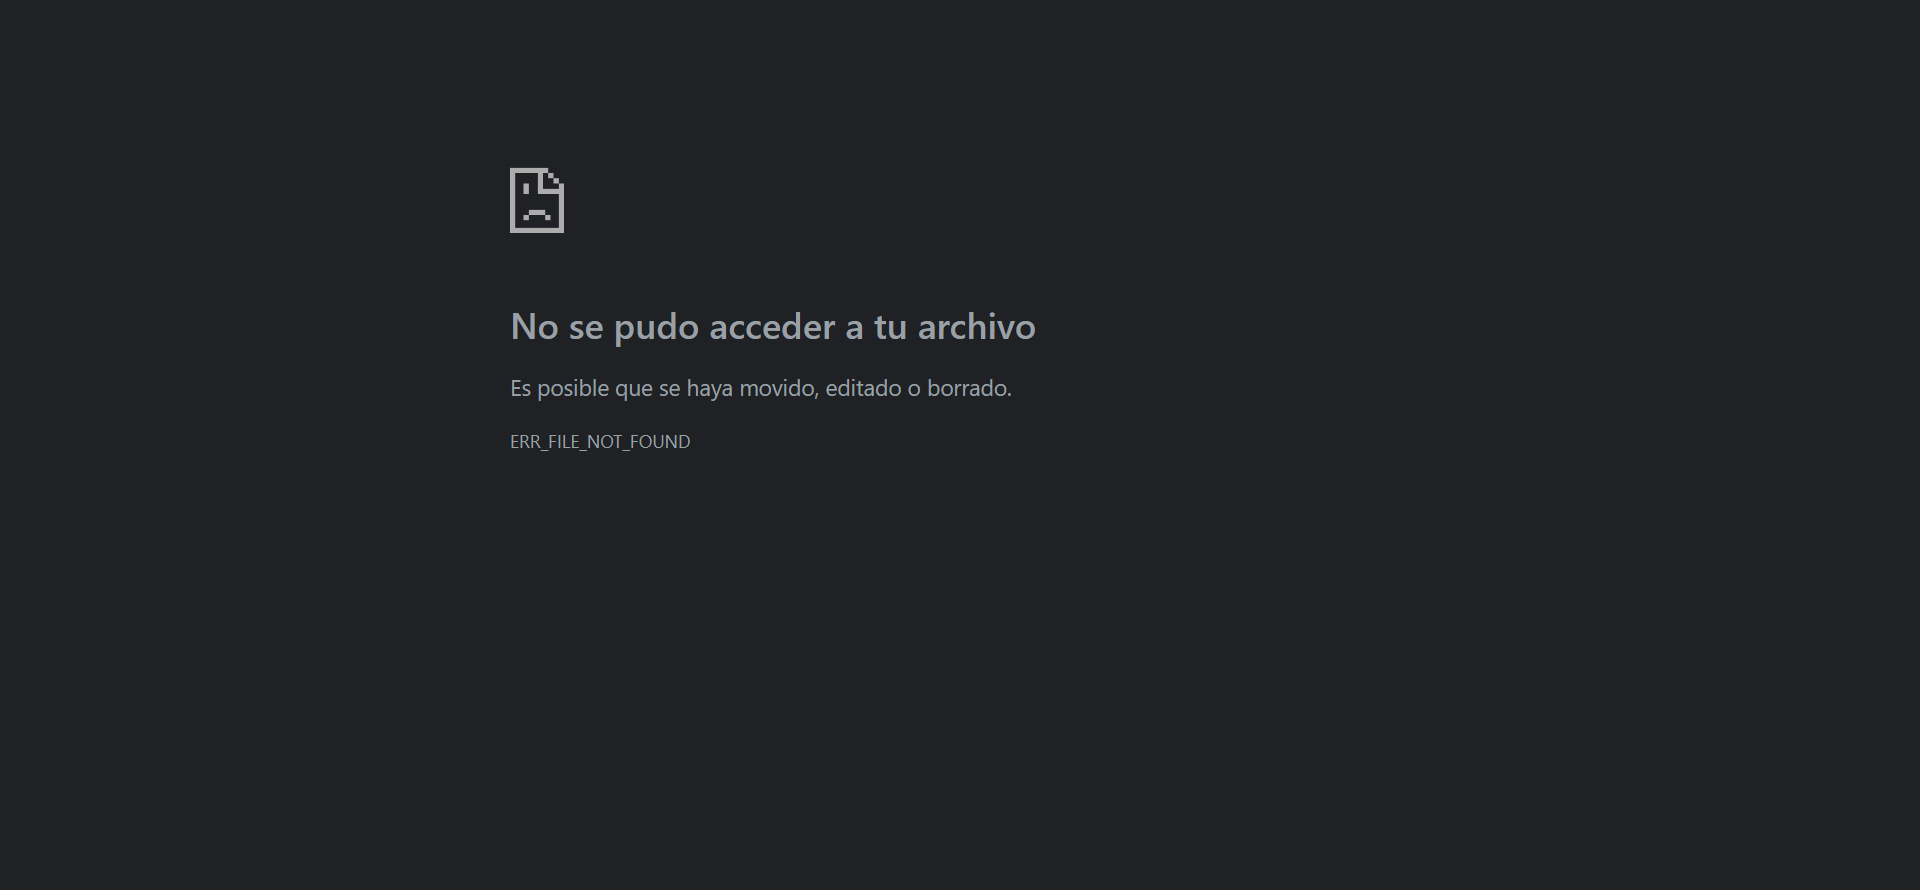 No se pudo acceder a tu archivo
Es posible que se haya movido, editado o borrado.
ERR_FILE_NOT_FOUND